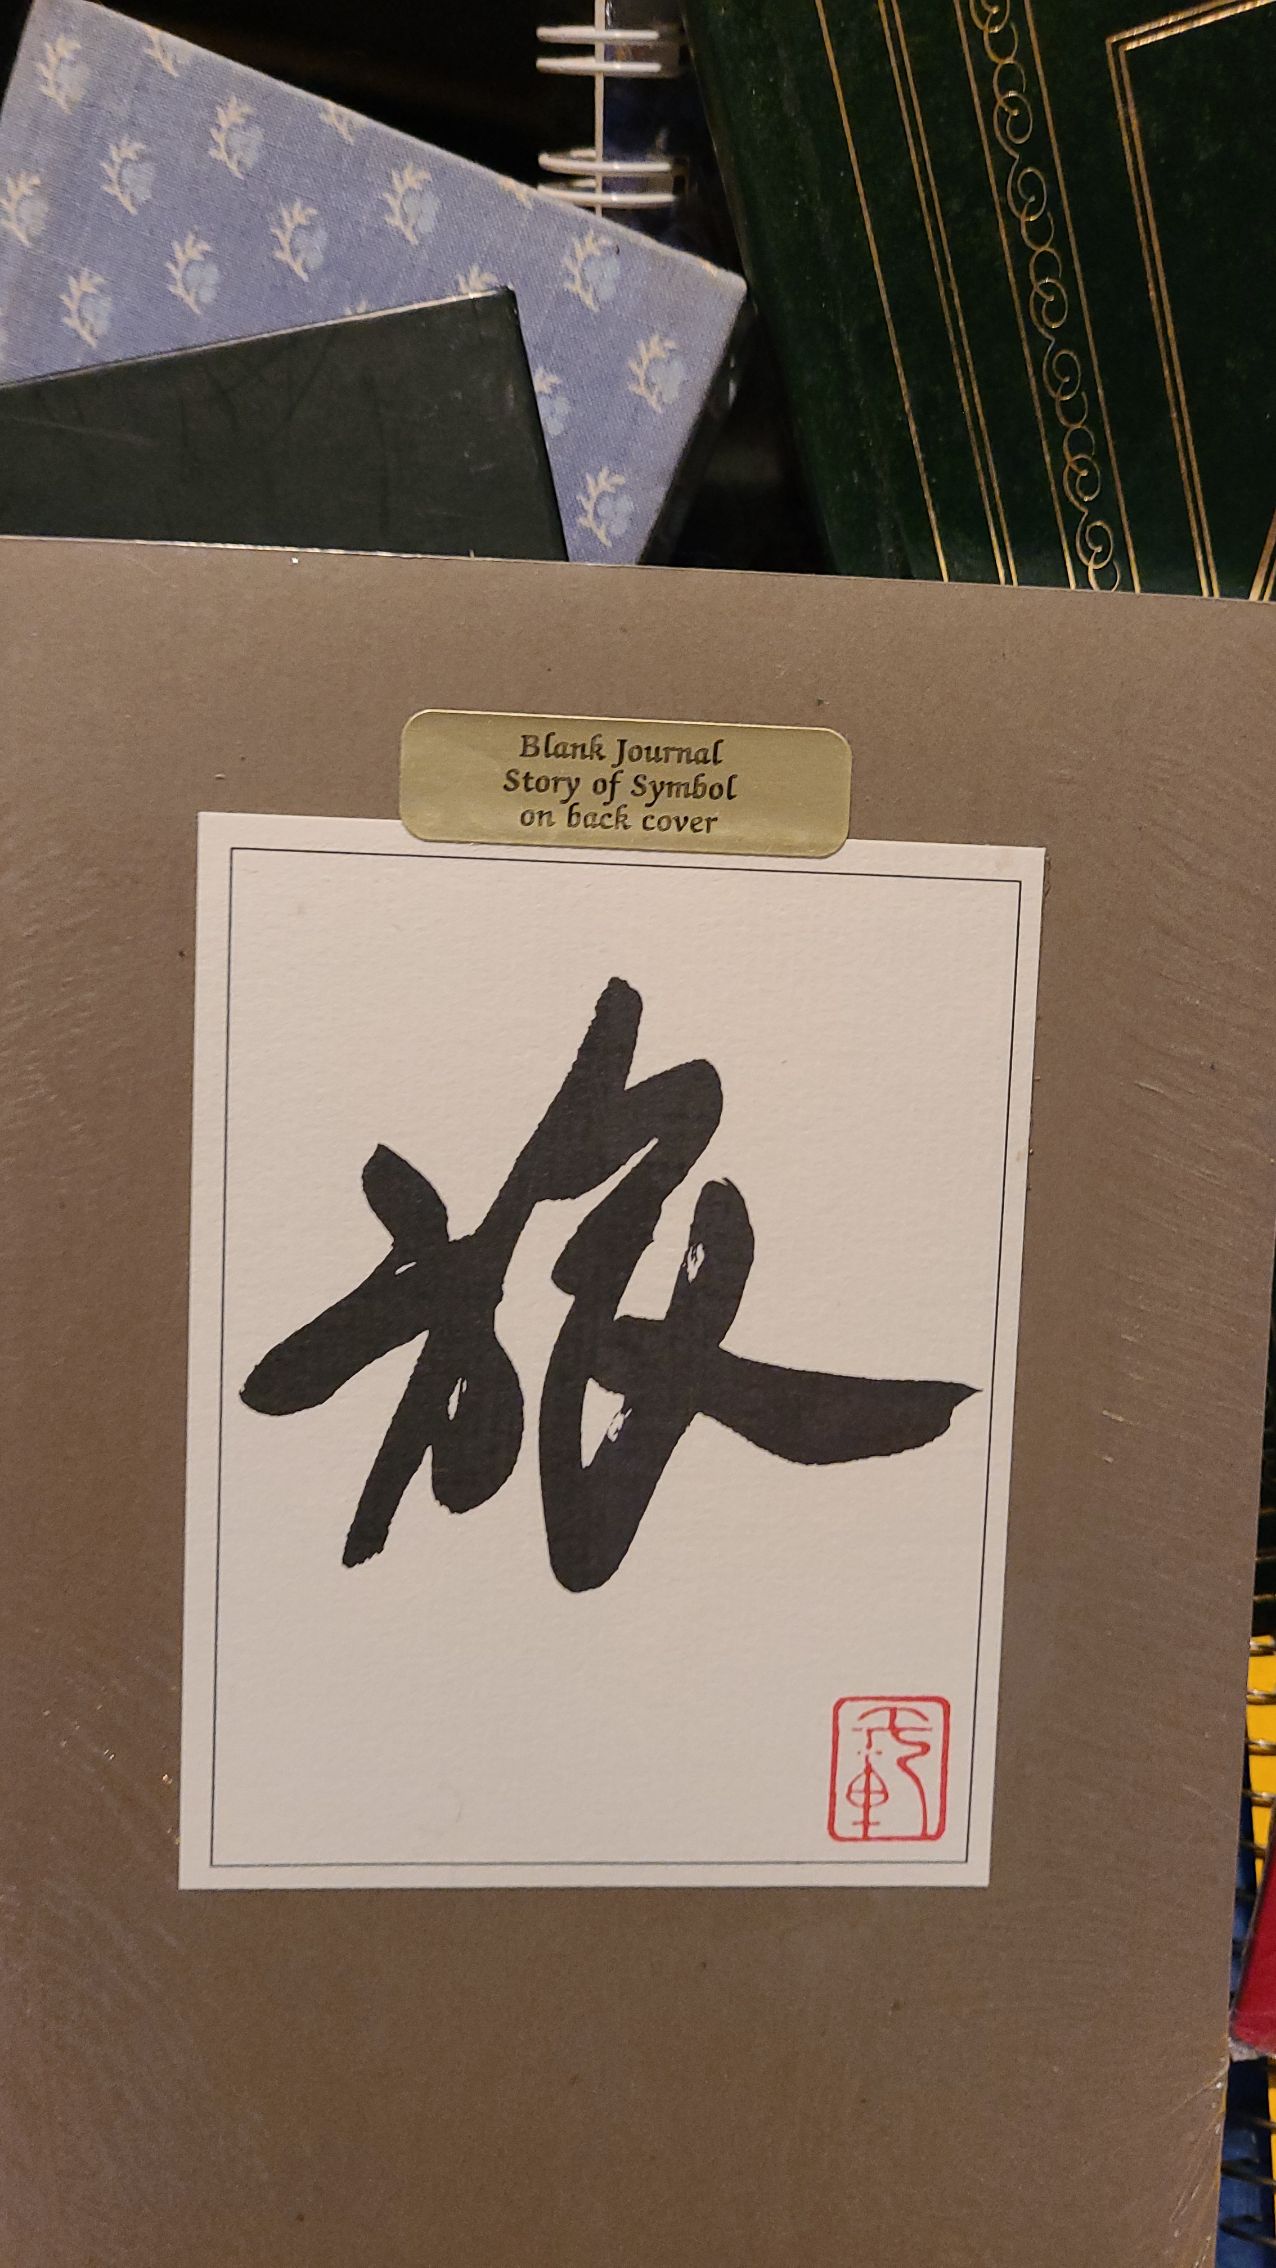 Blank Journal
Story of Symbol
on back cover
旅